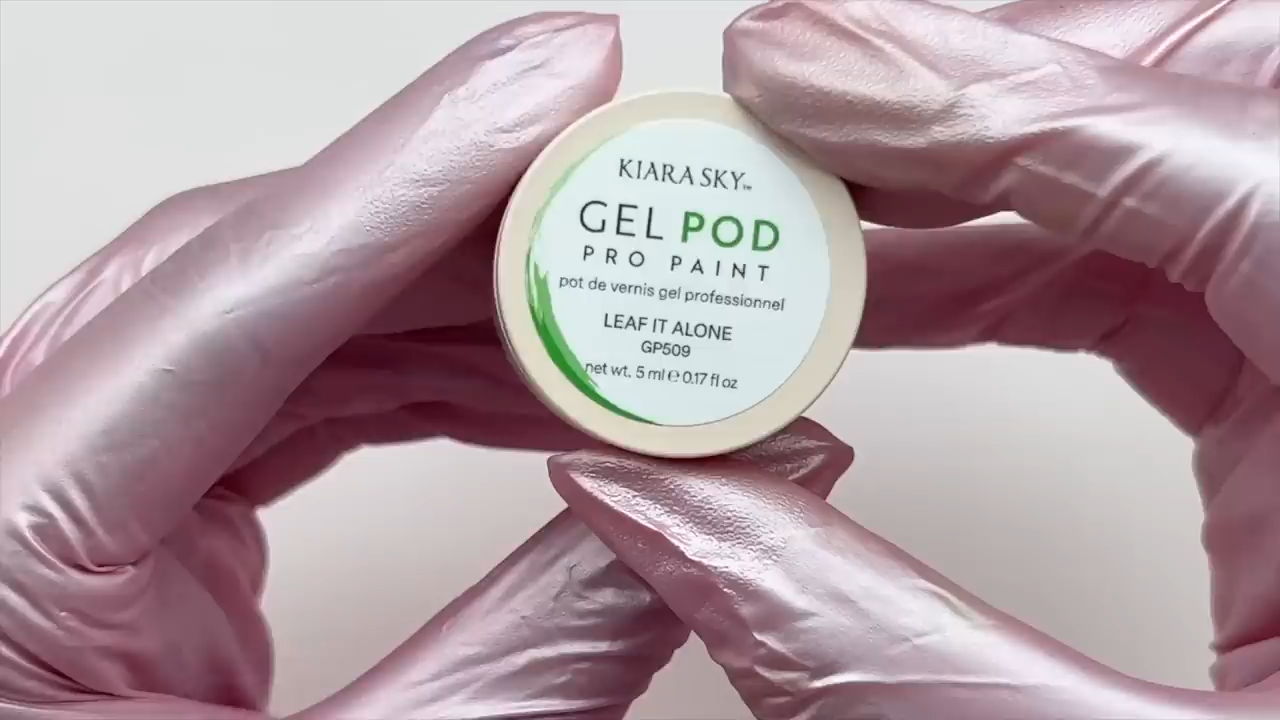 KIARA SKY™
GEL POD
PRO PAINT
pot de vernis gel professionnel
LEAF IT ALONE
GP509
net wt. 5 ml ℮ 0.17 fl oz